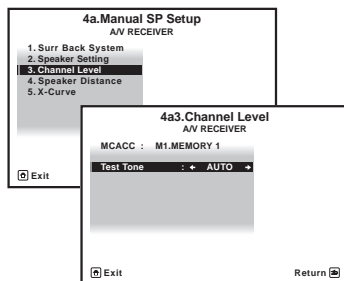 4a.Manual SP Setup
A/V RECEIVER
1. Surr Back System
2. Speaker Setting
3. Channel Level
4. Speaker Distance
5. X-Curve
Exit
4a3.Channel Level
A/V RECEIVER
MCACC : M1.MEMORY 1
Test Tone : ← AUTO →
Exit
Return